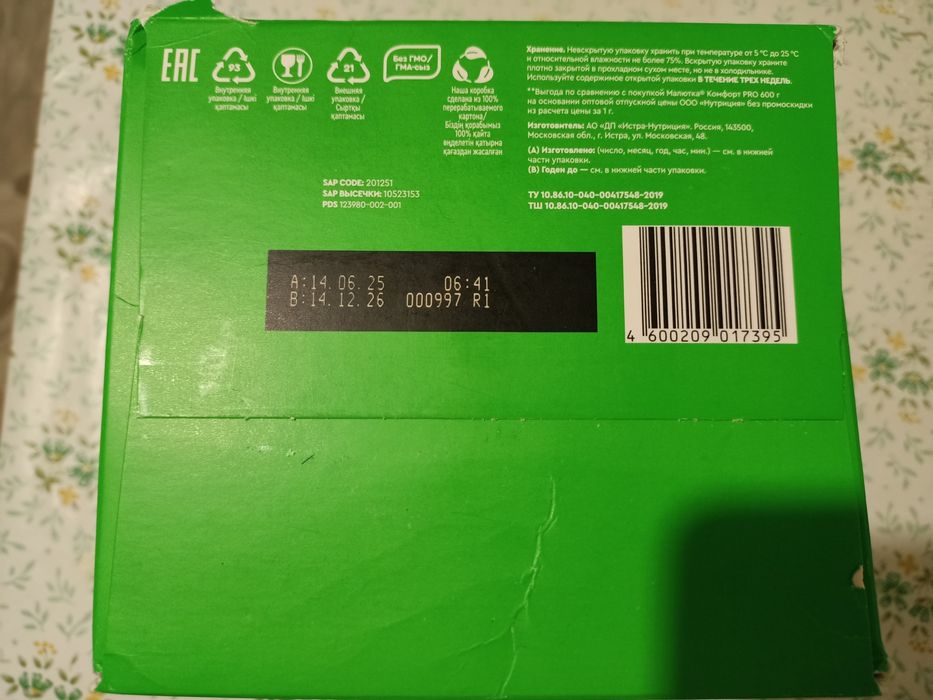 EAC
93
21
Без ГМО/
ГМА-сыз
Внутренняя
упаковка / Ішкі
қаптамасы
Внутренняя
упаковка / Ішкі
қаптамасы
Внешняя
упаковка /
Сыртқы
қаптамасы
Наша коробка
сделана из 100%
перерабатываемого
картона/
Біздің қорабымыз
100% қайта
өңделетін қатырма
қағаздан жасалған
Хранение. Невскрытую упаковку хранить при температуре от 5 °C до 25 °C
и относительной влажности не более 75%. Вскрытую упаковку храните
плотно закрытой в прохладном сухом месте, но не в холодильнике.
Используйте содержимое открытой упаковки В ТЕЧЕНИЕ ТРЕХ НЕДЕЛЬ.
**Выгода по сравнению с покупкой Малютка® Комфорт PRO 600 г
на основании оптовой отпускной цены ООО «Нутриция» без промоскидки
из расчета цены за 1 г.
Изготовитель: АО «ДП «Истра-Нутриция». Россия, 143500,
Московская обл., г. Истра, ул. Московская, 48.
(А) Изготовлено: (число, месяц, год, час, мин.) — см. в нижней
части упаковки.
(В) Годен до — см. в нижней части упаковки.
ТУ 10.86.10-040-00417548-2019
ТШ 10.86.10-040-00417548-2019
SAP CODE: 201251
SAP ВЫСЕЧКИ: 10523153
PDS 123980-002-001
A:14.06.25 06:41
B:14.12.26 000997 R1
4 600209 017395